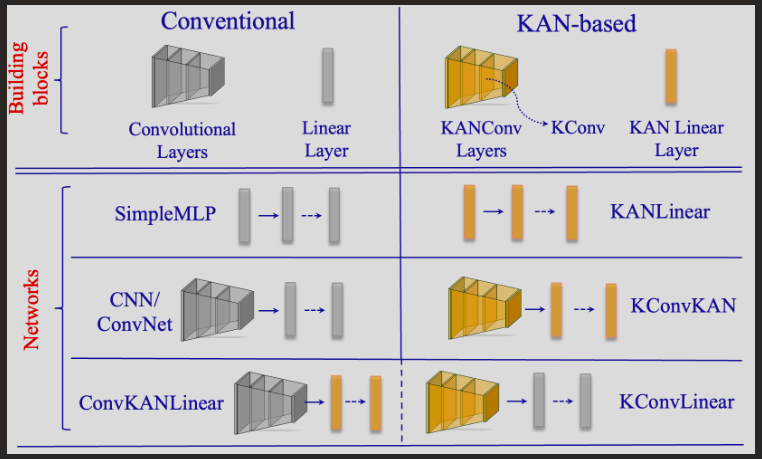 Conventional
KAN-based
Building
blocks
Convolutional
Layers
Linear
Layer
KANConv
Layers
KConv
KAN Linear
Layer
Networks
SimpleMLP
KANLinear
CNN/
ConvNet
KConvKAN
ConvKANLinear
KConvLinear